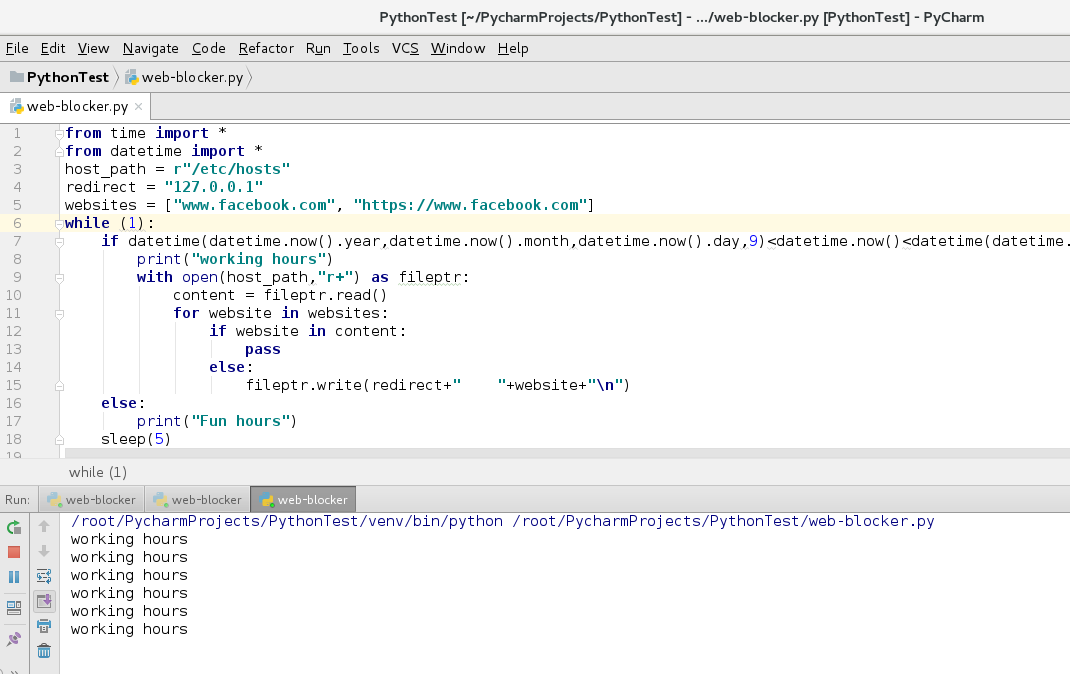 PythonTest [~/PycharmProjects/PythonTest] - .../web-blocker.py [PythonTest] - PyCharm
File Edit View Navigate Code Refactor Run Tools VCS Window Help
PythonTest web-blocker.py
web-blocker.py
1 from time import *
2 from datetime import *
3 host_path = r"/etc/hosts"
4 redirect = "127.0.0.1"
5 websites = ["www.facebook.com", "https://www.facebook.com"]
6 while (1):
7 if datetime(datetime.now().year,datetime.now().month,datetime.now().day,9)<datetime.now()<datetime(datetime.
8 print("working hours")
9 with open(host_path,"r+") as fileptr:
10 content = fileptr.read()
11 for website in websites:
12 if website in content:
13 pass
14 else:
15 fileptr.write(redirect+"    "+website+"\n")
16 else:
17 print("Fun hours")
18 sleep(5)
19
while (1)
Run: web-blocker web-blocker web-blocker
/root/PycharmProjects/PythonTest/venv/bin/python /root/PycharmProjects/PythonTest/web-blocker.py
working hours
working hours
working hours
working hours
working hours
working hours